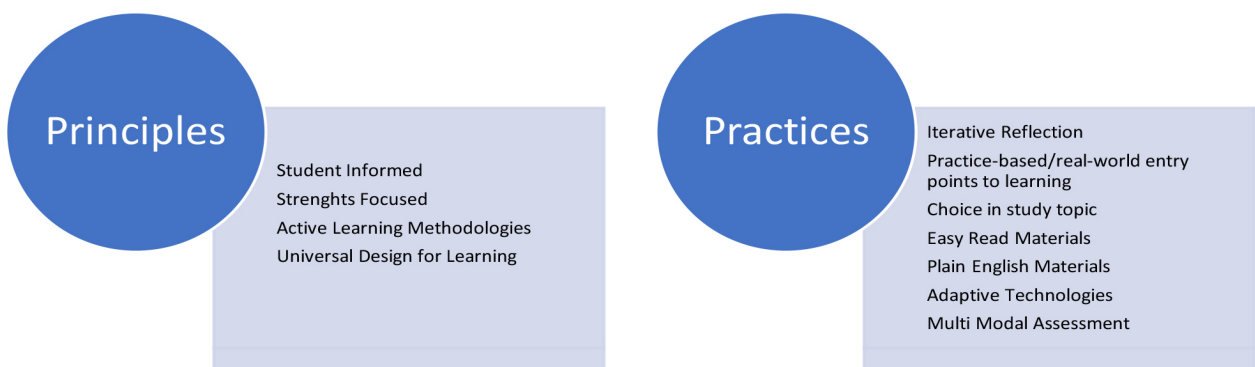 Principles
Student Informed
Strenghts Focused
Active Learning Methodologies
Universal Design for Learning
Practices
Iterative Reflection
Practice-based/real-world entry
points to learning
Choice in study topic
Easy Read Materials
Plain English Materials
Adaptive Technologies
Multi Modal Assessment